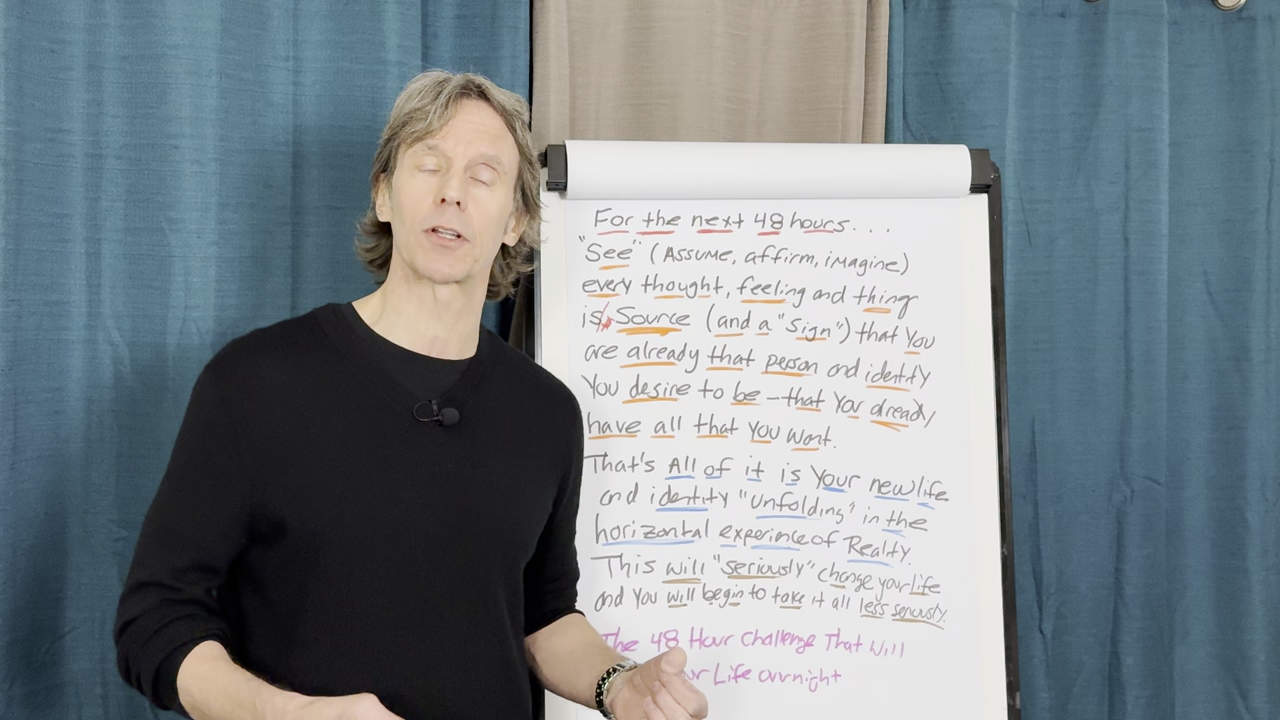 For the next 48 hours...
"See" (Assume, affirm, imagine)
every thought, feeling and thing
is Source (and a "Sign") that you
are already that person and identity
You desire to be - that you already
have all that you want.
That's All of it is Your new life
and identity "unfolding" in the
horizontal experience of Realty.
This will "seriously" change your life
and you will begin to take it all less seriously.
The 48 Hour Challenge That Will
Life overnight